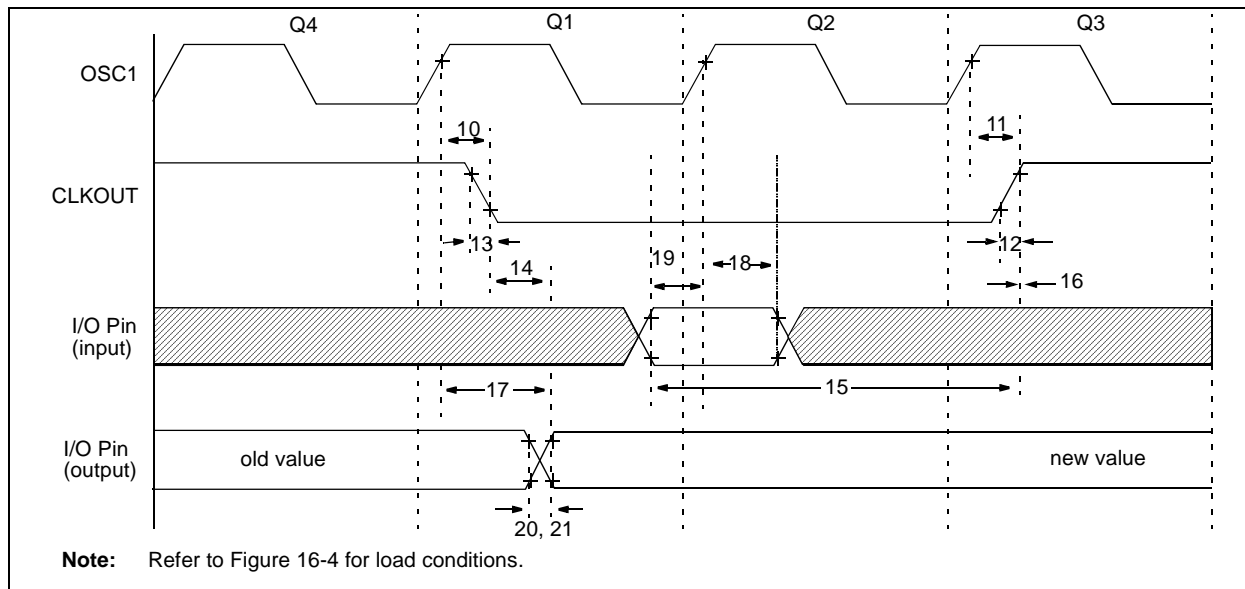 Q4 Q1 Q2 Q3
OSC1
10 11
CLKOUT
13 12
19 18
14
16
I/O Pin
(input)
17 15
I/O Pin
(output)
old value new value
20, 21
Note: Refer to Figure 16-4 for load conditions.